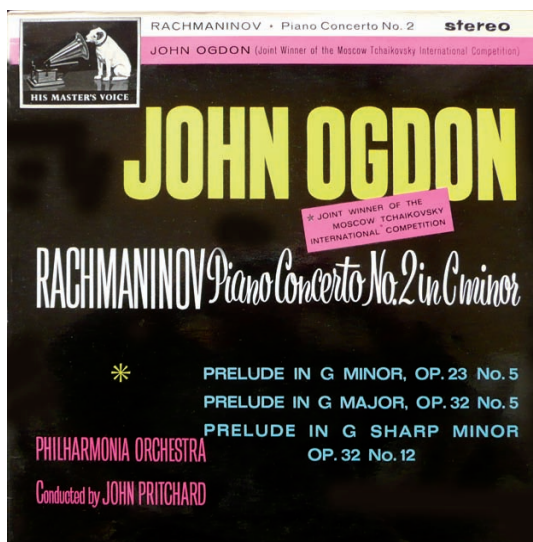 RACHMANINOV · Piano Concerto No. 2 stereo
JOHN OGDON (Joint Winner of the Moscow Tchaikovsky International Competition)
HIS MASTER'S VOICE
JOHN OGDON
* JOINT WINNER OF THE
MOSCOW TCHAIKOVSKY
INTERNATIONAL COMPETITION
RACHMANINOV Piano Concerto No. 2 in C minor
*
PRELUDE IN G MINOR, OP. 23 No. 5
PRELUDE IN G MAJOR, OP. 32 No. 5
PRELUDE IN G SHARP MINOR
OP. 32 No. 12
PHILHARMONIA ORCHESTRA
Conducted by JOHN PRITCHARD